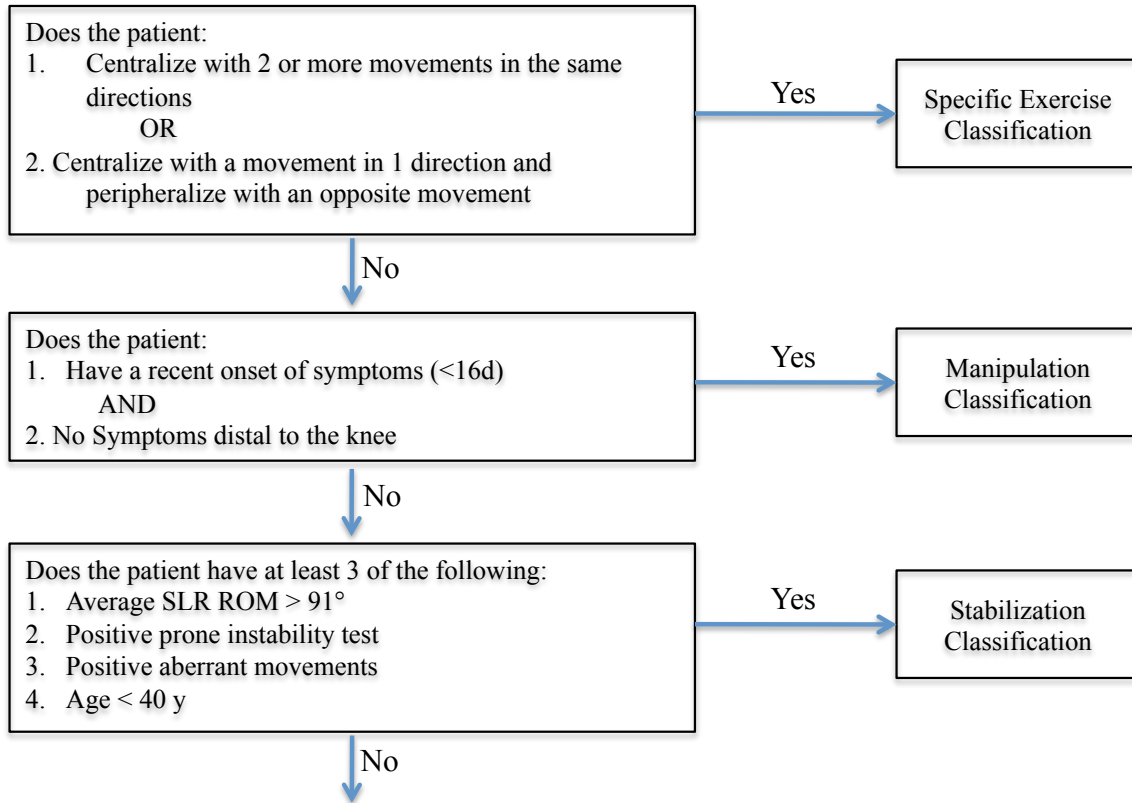 Does the patient:
1. Centralize with 2 or more movements in the same
directions
OR
2. Centralize with a movement in 1 direction and
peripheralize with an opposite movement
Yes
Specific Exercise
Classification
No
Does the patient:
1. Have a recent onset of symptoms (<16d)
AND
2. No Symptoms distal to the knee
Yes
Manipulation
Classification
No
Does the patient have at least 3 of the following:
1. Average SLR ROM > 91°
2. Positive prone instability test
3. Positive aberrant movements
4. Age < 40 y
Yes
Stabilization
Classification
No